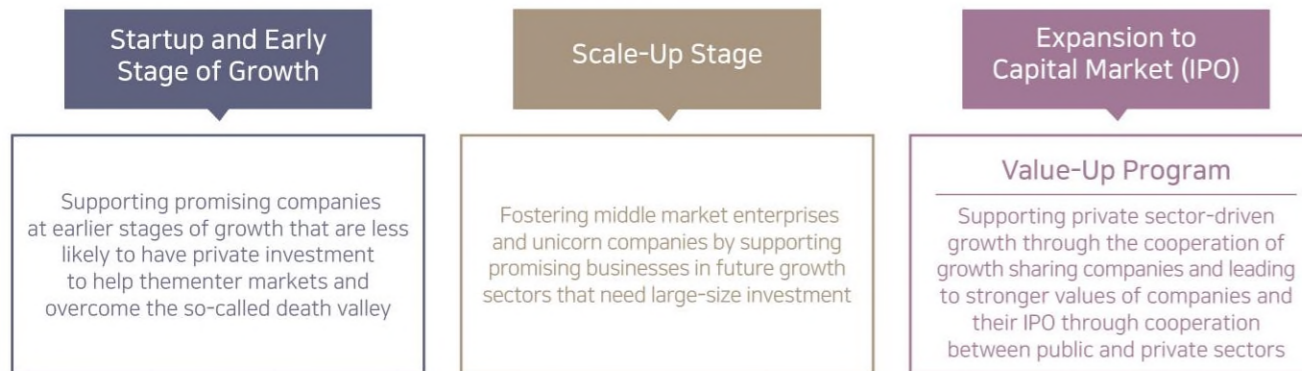 Startup and Early
Stage of Growth
Supporting promising companies
at earlier stages of growth that are less
likely to have private investment
to help thementer markets and
overcome the so-called death valley
Scale-Up Stage
Fostering middle market enterprises
and unicorn companies by supporting
promising businesses in future growth
sectors that need large-size investment
Expansion to
Capital Market (IPO)
Value-Up Program
Supporting private sector-driven
growth through the cooperation of
growth sharing companies and leading
to stronger values of companies and
their IPO through cooperation
between public and private sectors